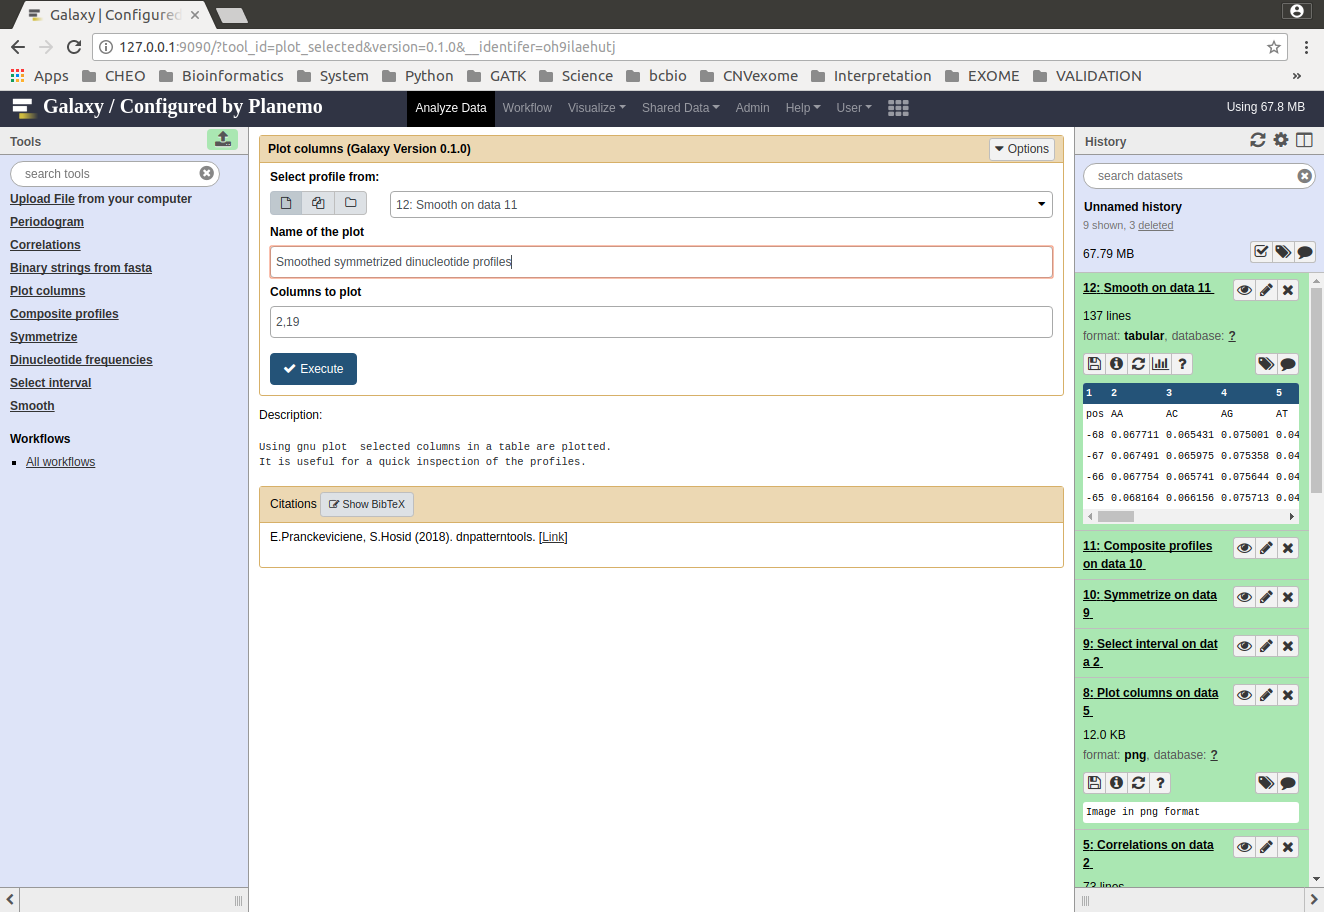 Galaxy | Configured
127.0.0.1:9090/?tool_id=plot_selected&version=0.1.0&__identifer=oh9ilaehutj
Apps CHEO Bioinformatics System Python GATK Science bcbio CNVexome Interpretation EXOME VALIDATION »
Galaxy / Configured by Planemo
Analyze Data Workflow Visualize Shared Data Admin Help User
Using 67.8 MB
Tools
search tools
Upload File from your computer
Periodogram
Correlations
Binary strings from fasta
Plot columns
Composite profiles
Symmetrize
Dinucleotide frequencies
Select interval
Smooth
Workflows
All workflows
Plot columns (Galaxy Version 0.1.0)
Options
Select profile from:
12: Smooth on data 11
Name of the plot
Smoothed symmetrized dinucleotide profiles
Columns to plot
2,19
Execute
Description:
Using gnu plot  selected columns in a table are plotted.
It is useful for a quick inspection of the profiles.
Citations Show BibTeX
E.Pranckeviciene, S.Hosid (2018). dnpatterntools. [Link]
History
search datasets
Unnamed history
9 shown, 3 deleted
67.79 MB
12: Smooth on data 11
137 lines
format: tabular, database: ?
1 2 3 4 5
pos AA AC AG AT
-68 0.067711 0.065431 0.075001 0.04
-67 0.067491 0.065975 0.075358 0.04
-66 0.067754 0.065741 0.075644 0.04
-65 0.068164 0.066156 0.075713 0.04
11: Composite profiles
on data 10
10: Symmetrize on data
9
9: Select interval on dat
a 2
8: Plot columns on data
5
12.0 KB
format: png, database: ?
Image in png format
5: Correlations on data
2
73 lines